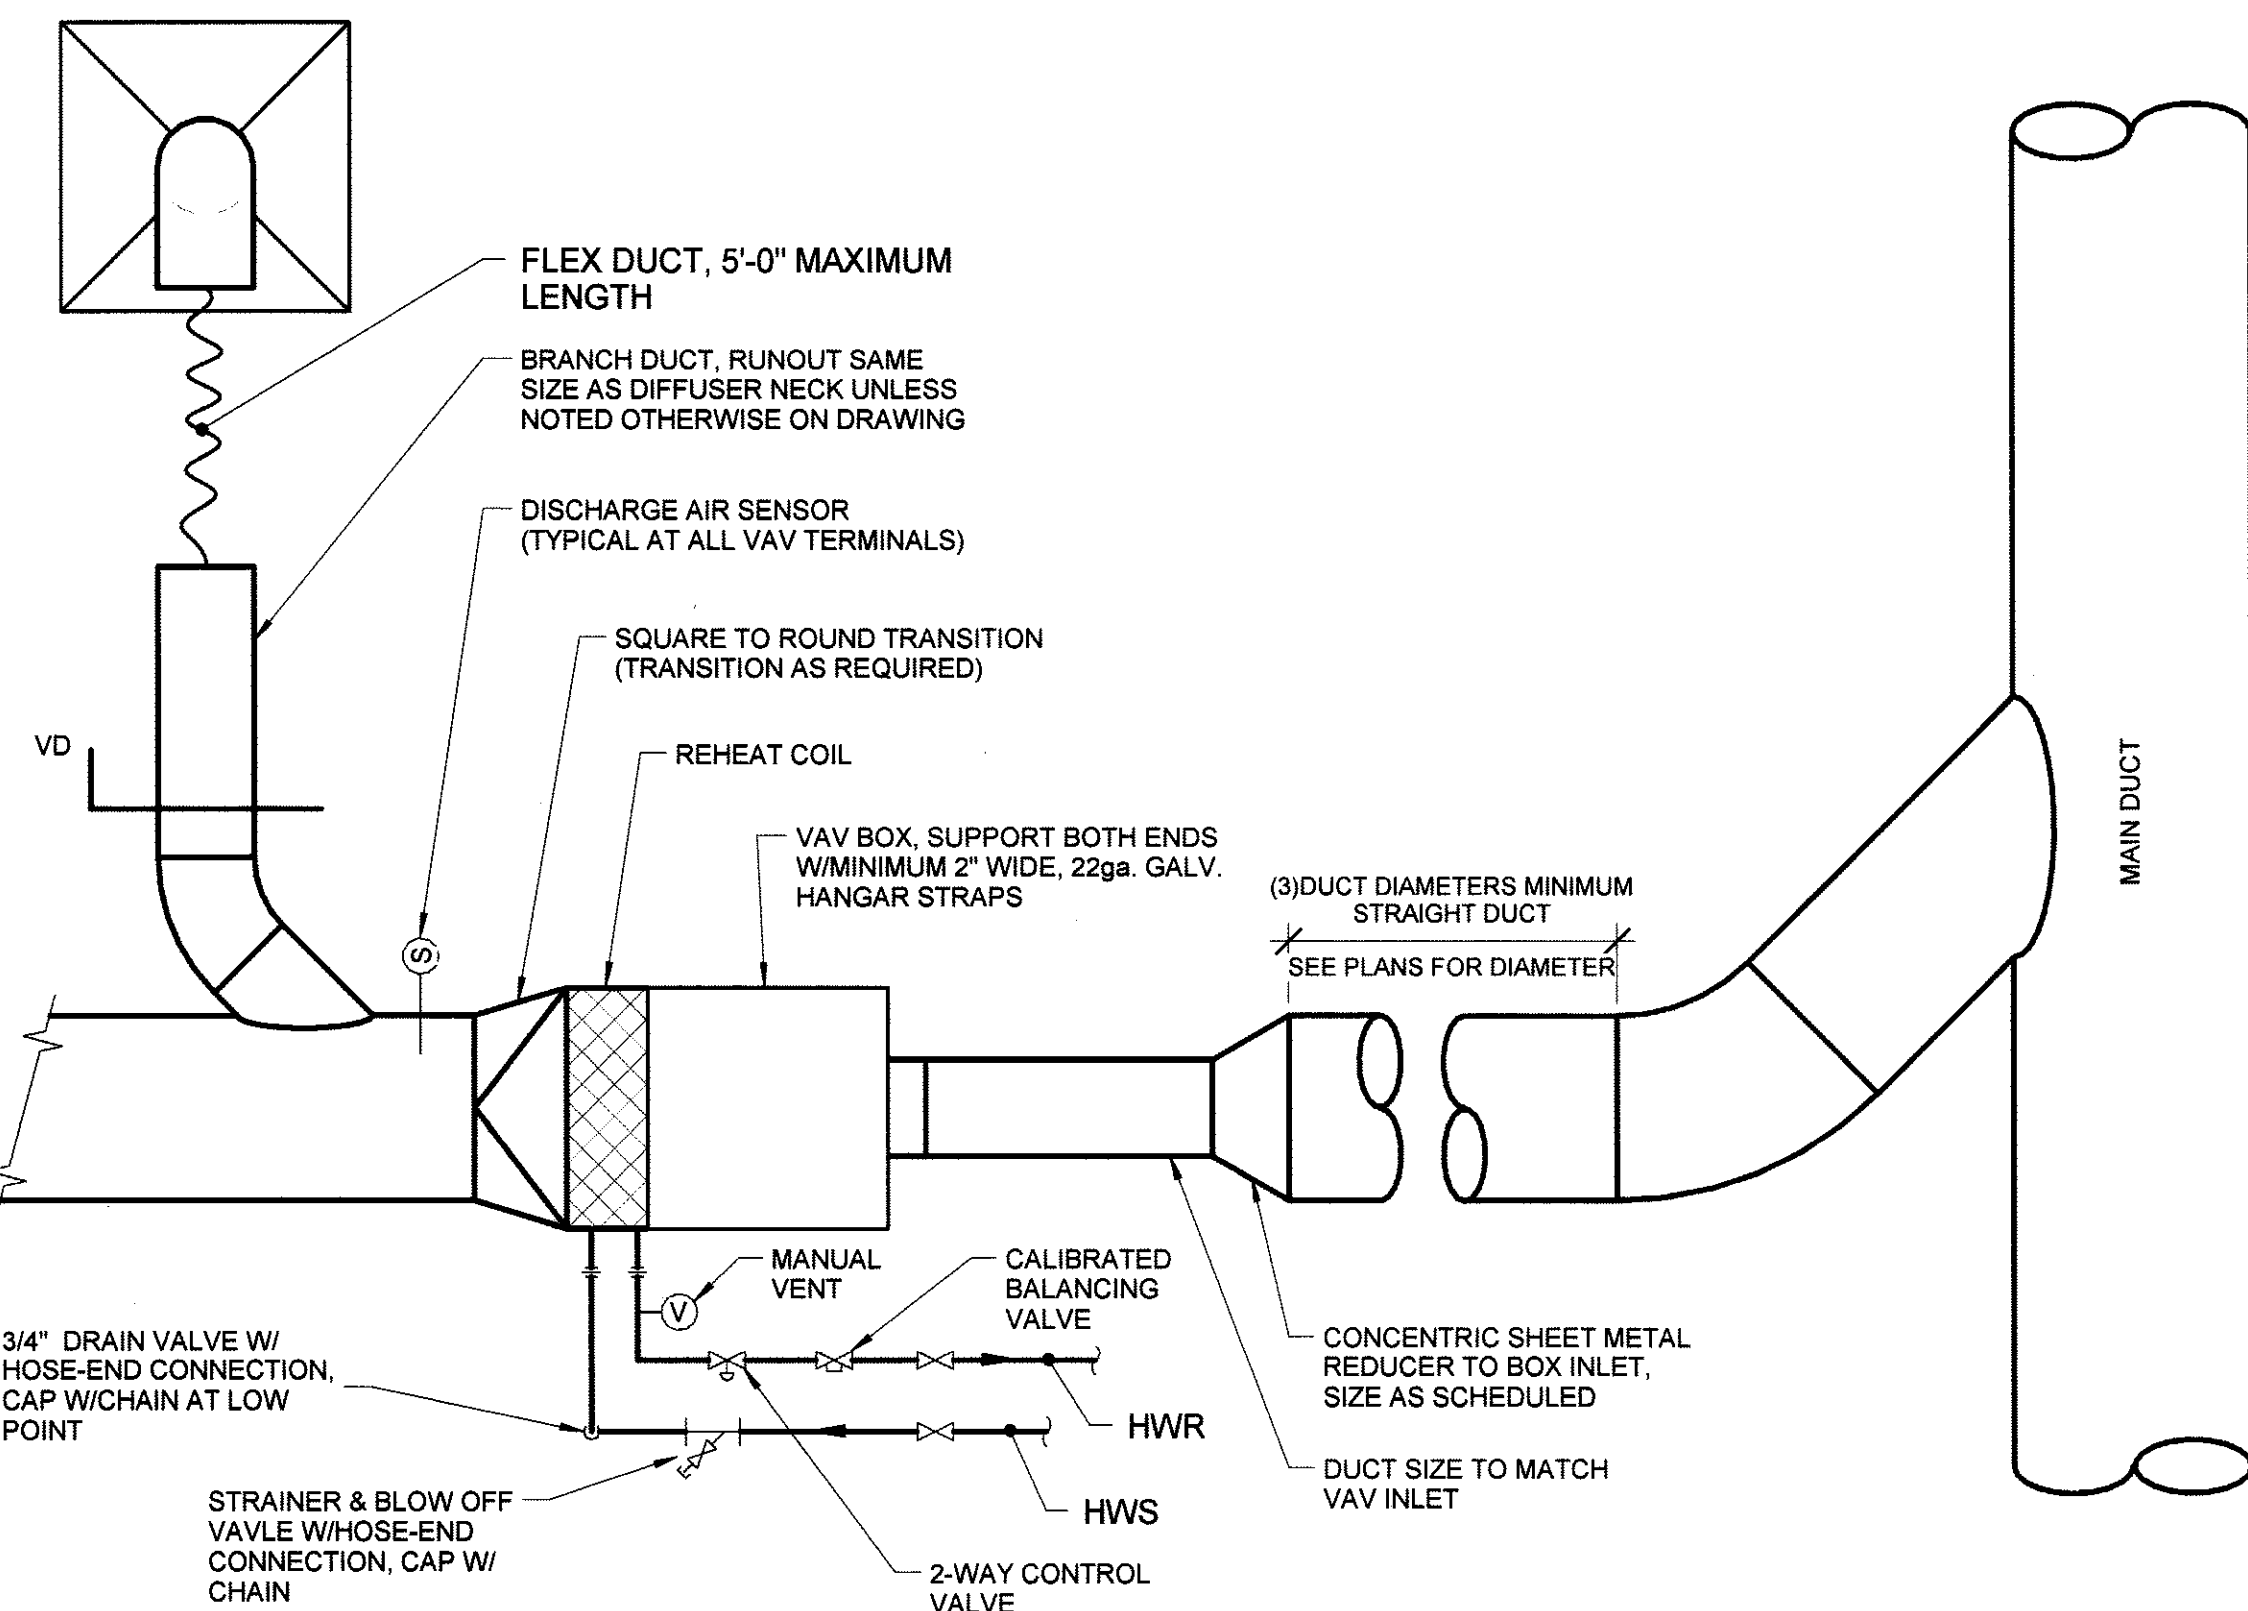 FLEX DUCT, 5'-0" MAXIMUM
LENGTH
BRANCH DUCT, RUNOUT SAME
SIZE AS DIFFUSER NECK UNLESS
NOTED OTHERWISE ON DRAWING
DISCHARGE AIR SENSOR
(TYPICAL AT ALL VAV TERMINALS)
SQUARE TO ROUND TRANSITION
(TRANSITION AS REQUIRED)
VD
REHEAT COIL
VAV BOX, SUPPORT BOTH ENDS
W/MINIMUM 2" WIDE, 22ga. GALV.
HANGAR STRAPS
(3)DUCT DIAMETERS MINIMUM
STRAIGHT DUCT
SEE PLANS FOR DIAMETER
MAIN DUCT
S
MANUAL
VENT
V
CALIBRATED
BALANCING
VALVE
3/4" DRAIN VALVE W/
HOSE-END CONNECTION,
CAP W/CHAIN AT LOW
POINT
CONCENTRIC SHEET METAL
REDUCER TO BOX INLET,
SIZE AS SCHEDULED
HWR
DUCT SIZE TO MATCH
VAV INLET
HWS
STRAINER & BLOW OFF
VAVLE W/HOSE-END
CONNECTION, CAP W/
CHAIN
2-WAY CONTROL
VALVE